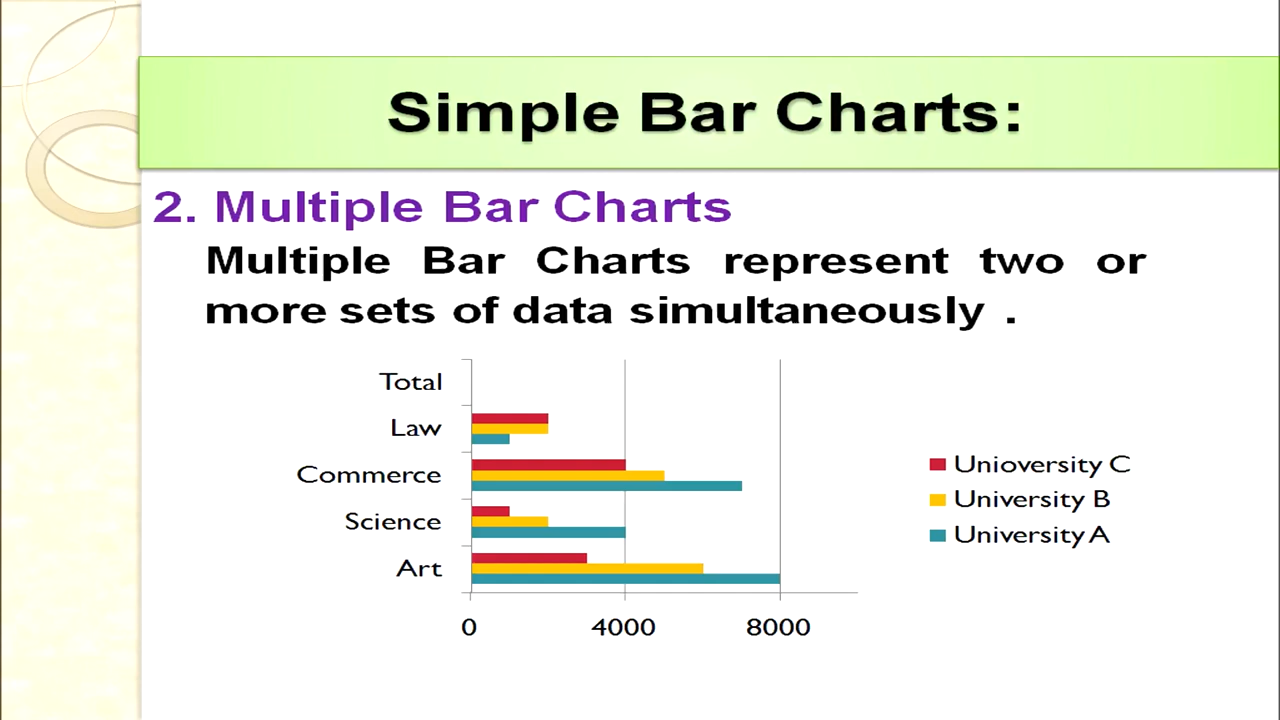 Simple Bar Charts:
2. Multiple Bar Charts
Multiple Bar Charts represent two or
more sets of data simultaneously .
Total
Law
Commerce
Science
Art
0 4000 8000
Unioversity C
University B
University A